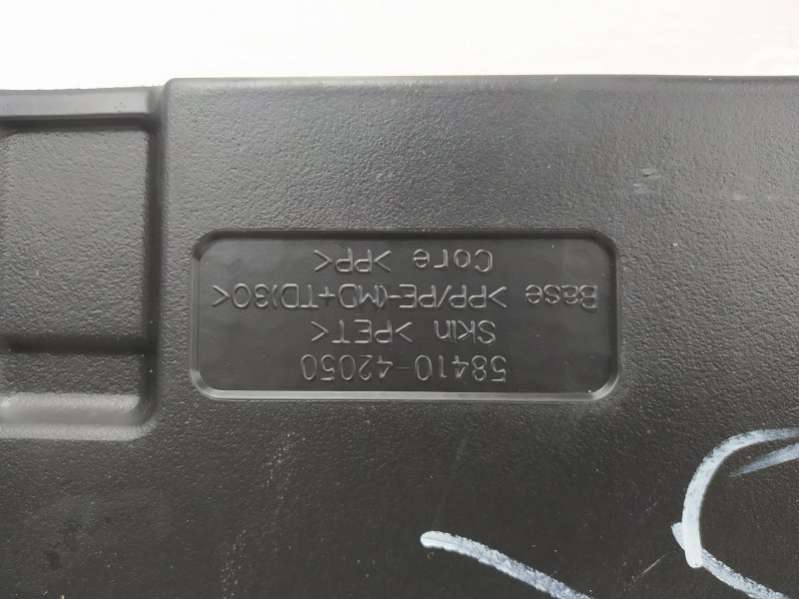 58410-42050
Skin >PET<
Base >PP/PE-(MD+TD)30<
Core >PP<